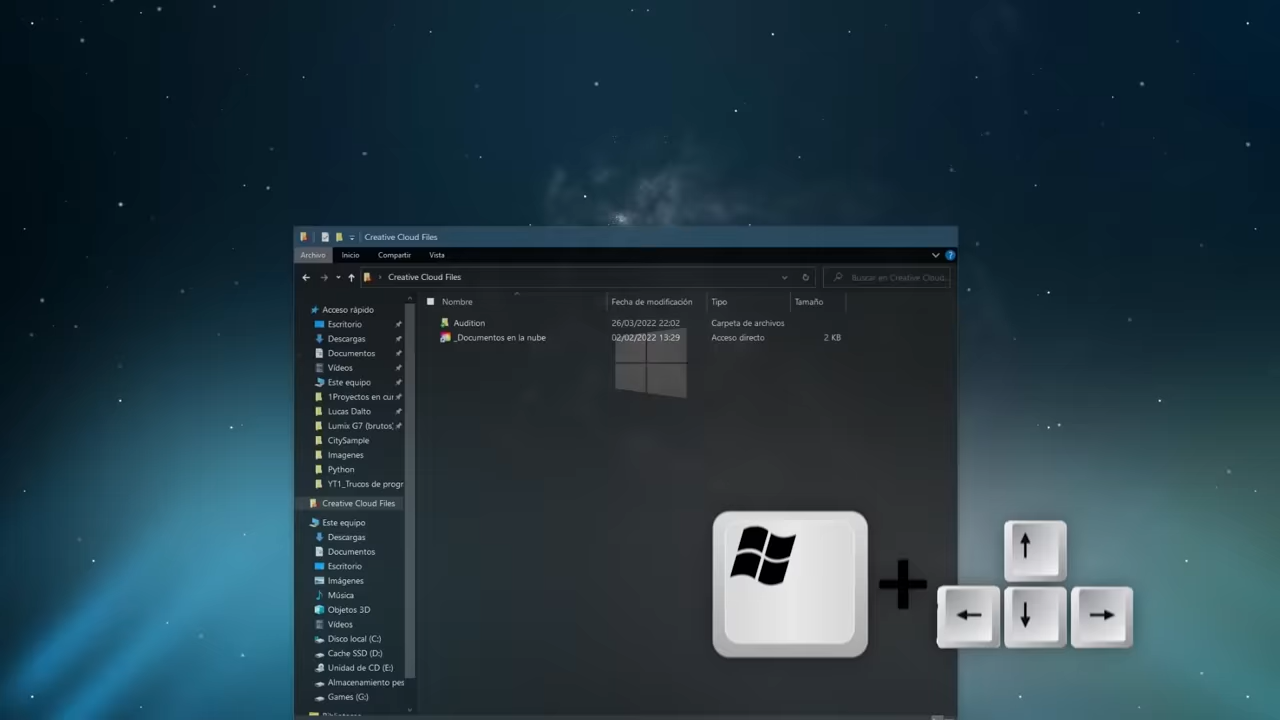 Creative Cloud Files
Archivo Inicio Compartir Vista
Creative Cloud Files
Buscar en Creative Cloud
Nombre Fecha de modificación Tipo Tamaño
Audition 26/03/2022 22:02 Carpeta de archivos
_Documentos en la nube 02/02/2022 13:29 Acceso directo 2 KB
Acceso rápido
Escritorio
Descargas
Documentos
Vídeos
Este equipo
1Proyectos en cur
Lucas Dalto
Lumix G7 (brutos)
CitySample
Imagenes
Python
YT1_Trucos de progr
Creative Cloud Files
Este equipo
Descargas
Documentos
Escritorio
Imágenes
Música
Objetos 3D
Vídeos
Disco local (C:)
Cache SSD (D:)
Unidad de CD (E:)
Almacenamiento pes
Games (G:)